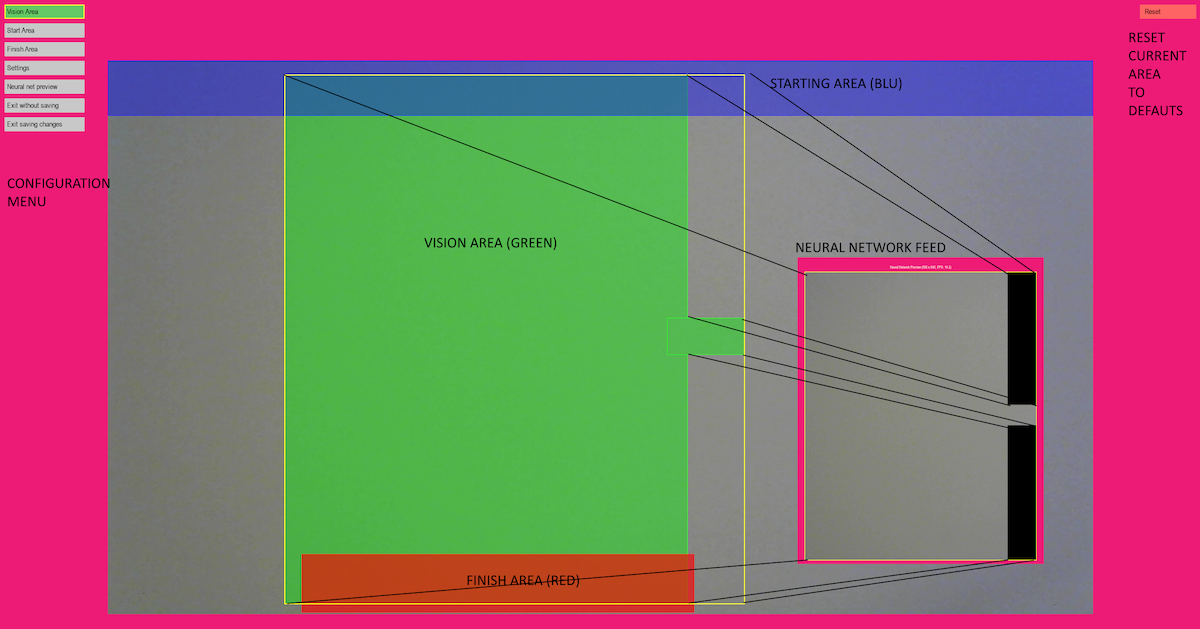 Vision Area
Start Area
Finish Area
Settings
Neural net preview
Exit without saving
Exit saving changes
CONFIGURATION
MENU
Reset
RESET
CURRENT
AREA
TO
DEFAUTS
STARTING AREA (BLU)
VISION AREA (GREEN)
NEURAL NETWORK FEED
FINISH AREA (RED)